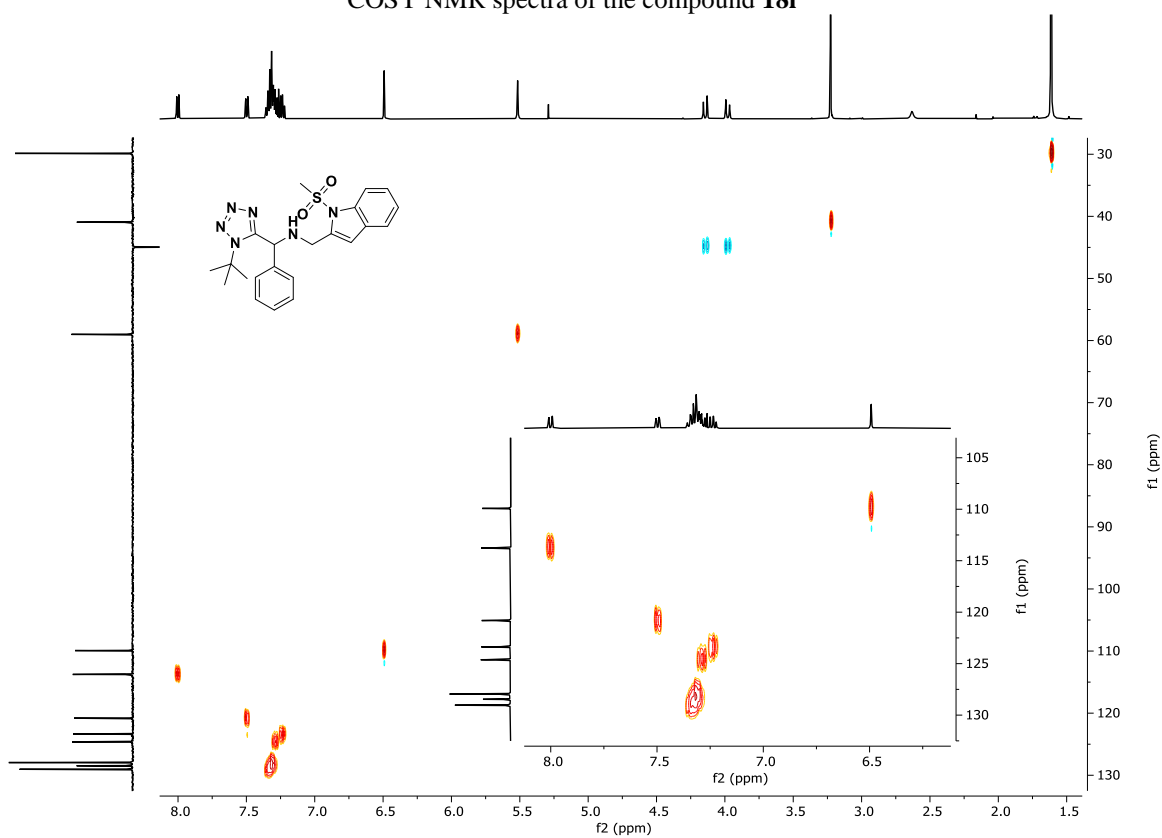 COSY NMR spectra of the compound
O
S
O
N
N N
N
N
H
N
30
40
50
60
70
80
90
100
110
120
130
f1 (ppm)
105
110
115
120
125
130
f1 (ppm)
8.0 7.5 7.0 6.5
f2 (ppm)
8.0 7.5 7.0 6.5 6.0 5.5 5.0 4.5 4.0 3.5 3.0 2.5 2.0 1.5
f2 (ppm)